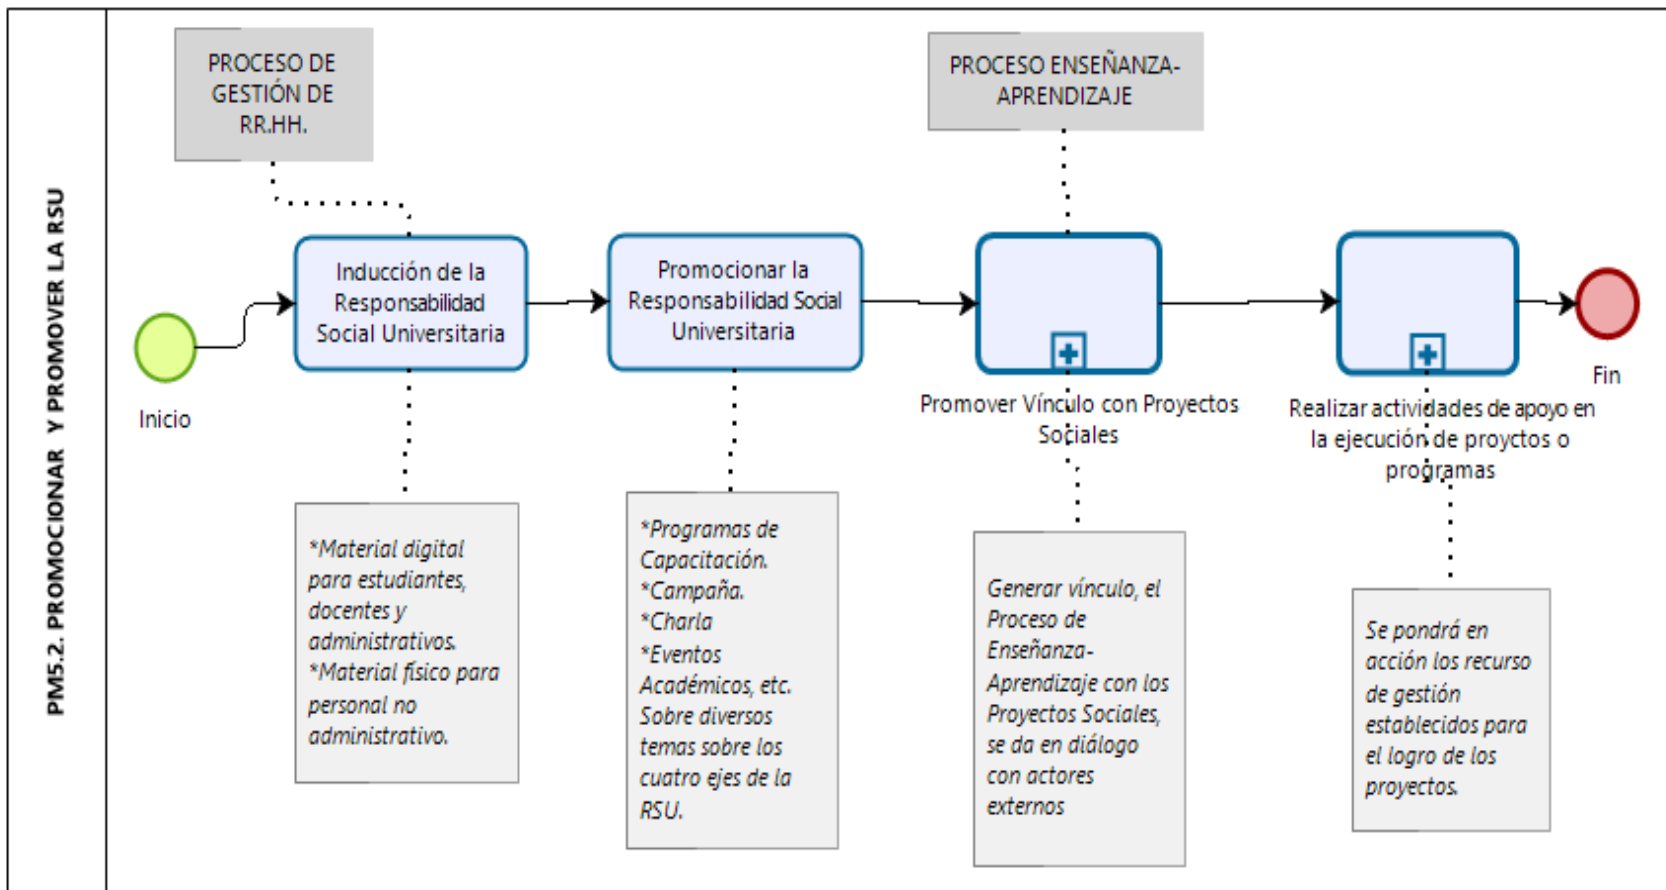 PM5.2. PROMOCIONAR Y PROMOVER LA RSU
PROCESO DE
GESTIÓN DE
RR.HH.
PROCESO ENSEÑANZA-
APRENDIZAJE
Inicio
Inducción de la
Responsabilidad
Social Universitaria
Promocionar la
Responsabilidad Social
Universitaria
Promover Vínculo con Proyectos
Sociales
Realizar actividades de apoyo en
la ejecución de proyctos o
programas
Fin
*Material digital
para estudiantes,
docentes y
administrativos.
*Material físico para
personal no
administrativo.
*Programas de
Capacitación.
*Campaña.
*Charla
*Eventos
Académicos, etc.
Sobre diversos
temas sobre los
cuatro ejes de la
RSU.
Generar vínculo, el
Proceso de
Enseñanza-
Aprendizaje con los
Proyectos Sociales,
se da en diálogo
con actores
externos
Se pondrá en
acción los recurso
de gestión
establecidos para
el logro de los
proyectos.